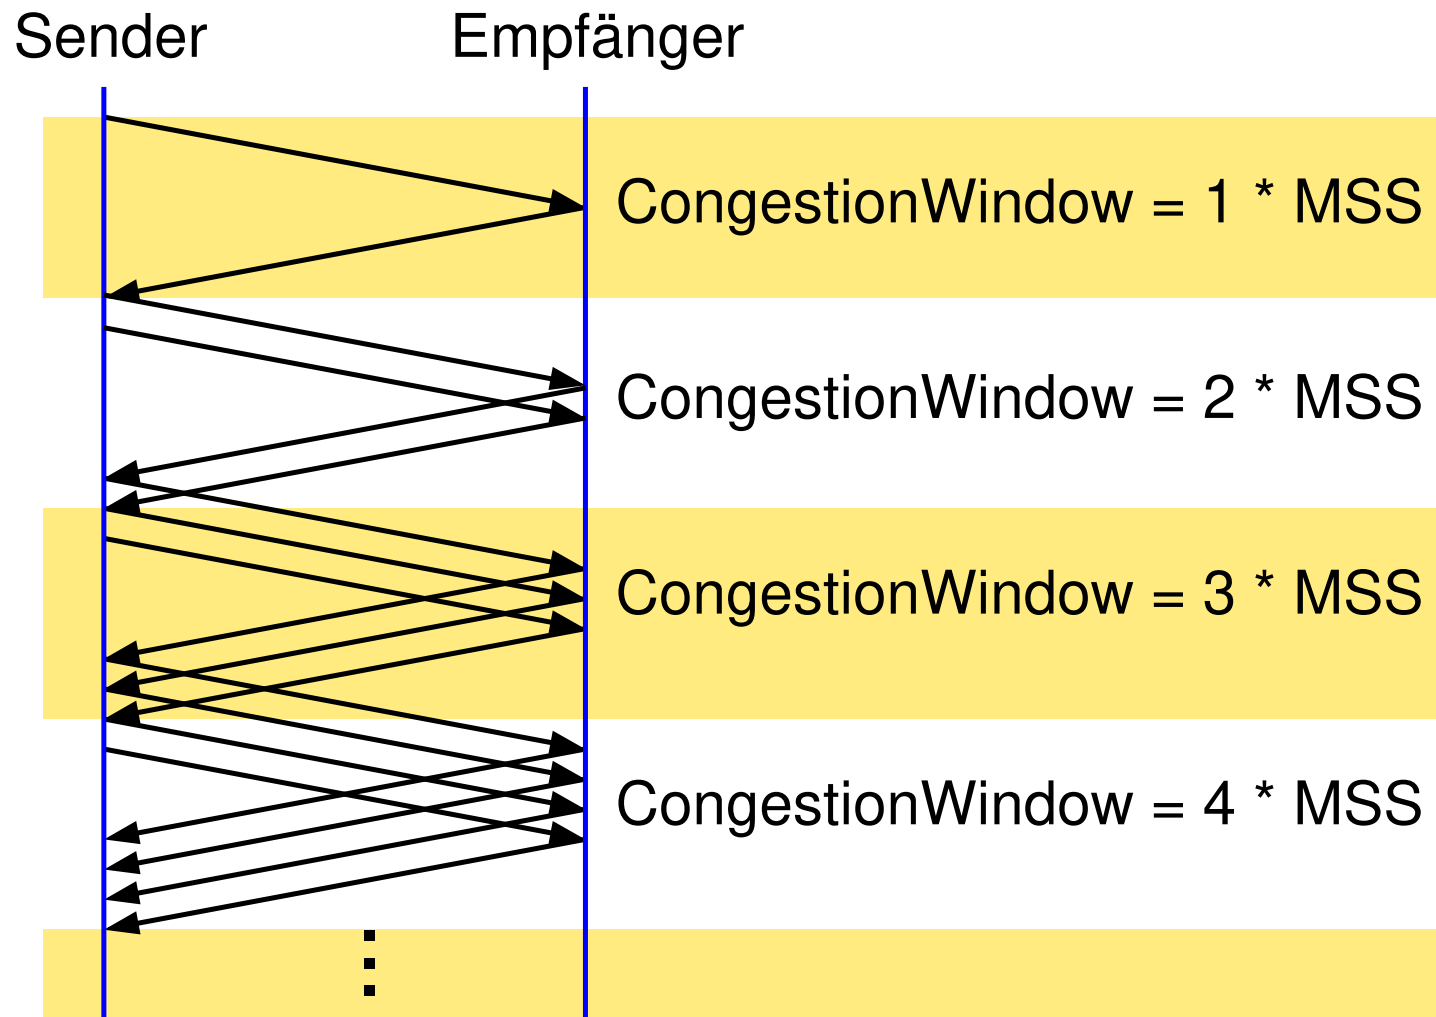 Sender Empfänger
CongestionWindow = 1 * MSS
CongestionWindow = 2 * MSS
CongestionWindow = 3 * MSS
CongestionWindow = 4 * MSS